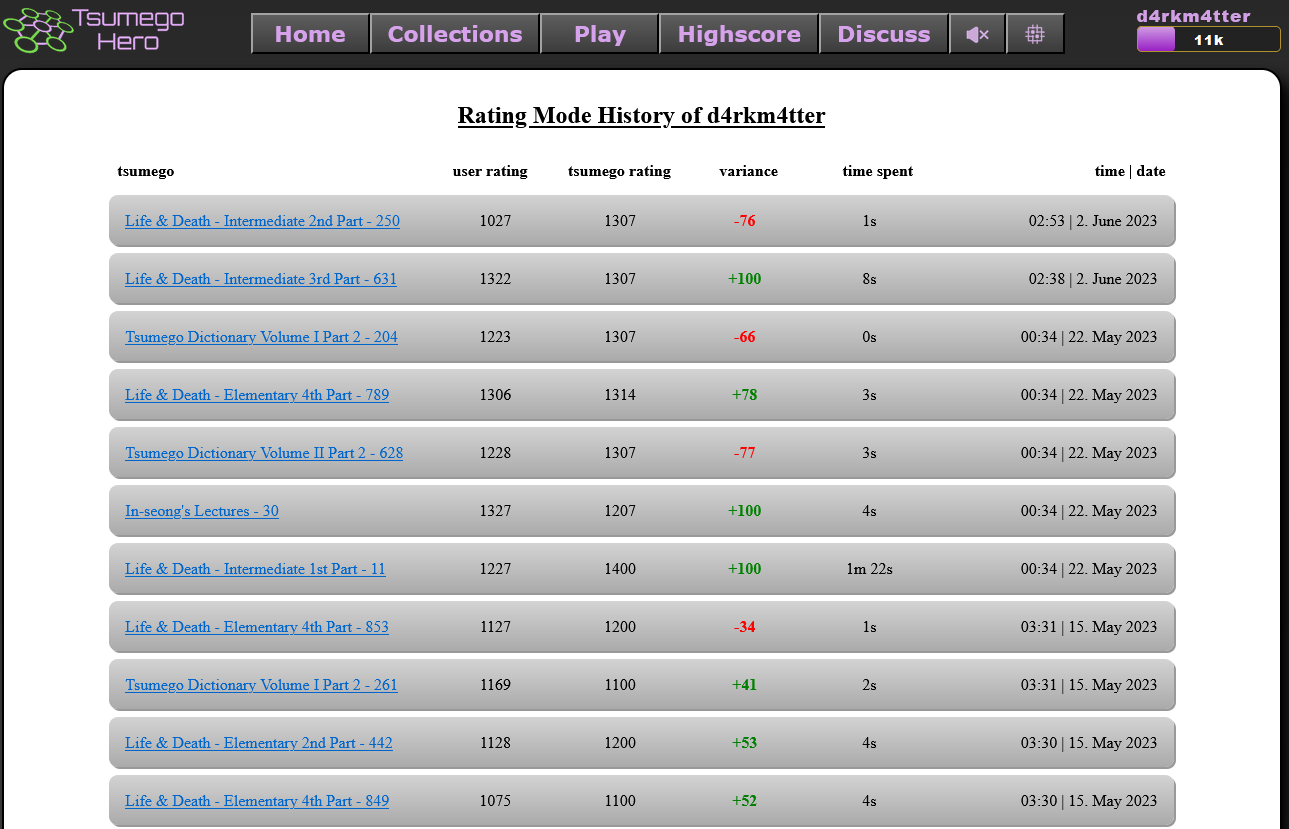 Tsumego
Hero
Home Collections Play Highscore Discuss
d4rkm4tter
11k
Rating Mode History of d4rkm4tter
tsumego user rating tsumego rating variance time spent time | date
Life & Death - Intermediate 2nd Part - 250 1027 1307 -76 1s 02:53 | 2. June 2023
Life & Death - Intermediate 3rd Part - 631 1322 1307 +100 8s 02:38 | 2. June 2023
Tsumego Dictionary Volume I Part 2 - 204 1223 1307 -66 0s 00:34 | 22. May 2023
Life & Death - Elementary 4th Part - 789 1306 1314 +78 3s 00:34 | 22. May 2023
Tsumego Dictionary Volume II Part 2 - 628 1228 1307 -77 3s 00:34 | 22. May 2023
In-seong's Lectures - 30 1327 1207 +100 4s 00:34 | 22. May 2023
Life & Death - Intermediate 1st Part - 11 1227 1400 +100 1m 22s 00:34 | 22. May 2023
Life & Death - Elementary 4th Part - 853 1127 1200 -34 1s 03:31 | 15. May 2023
Tsumego Dictionary Volume I Part 2 - 261 1169 1100 +41 2s 03:31 | 15. May 2023
Life & Death - Elementary 2nd Part - 442 1128 1200 +53 4s 03:30 | 15. May 2023
Life & Death - Elementary 4th Part - 849 1075 1100 +52 4s 03:30 | 15. May 2023